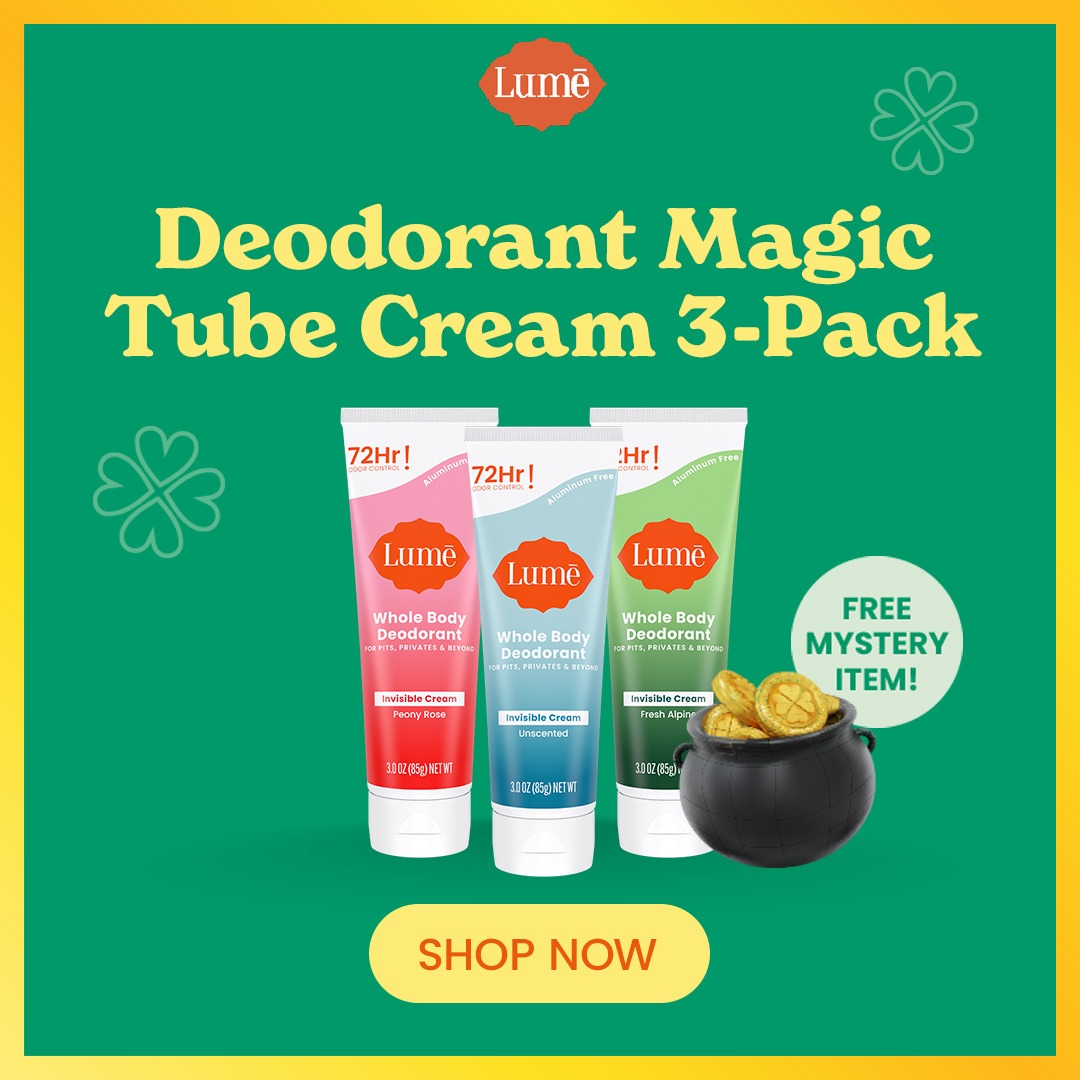 Lumē
Deodorant Magic
Tube Cream 3-Pack
72Hr!
ODOR CONTROL
Aluminum
Lumē
Whole Body
Deodorant
FOR PITS, PRIVATES & BEYOND
Invisible Cream
Peony Rose
3.0 OZ (85g) NET WT
72Hr!
ODOR CONTROL
Aluminum Free
Lumē
Whole Body
Deodorant
FOR PITS, PRIVATES & BEYOND
Invisible Cream
Unscented
3.0 OZ (85g) NET WT
Hr!
ODOR CONTROL
Aluminum Free
Lumē
Whole Body
Deodorant
FOR PITS, PRIVATES & BEYOND
Invisible Cream
Fresh Alpine
3.0 OZ (85g)
FREE
MYSTERY
ITEM!
SHOP NOW